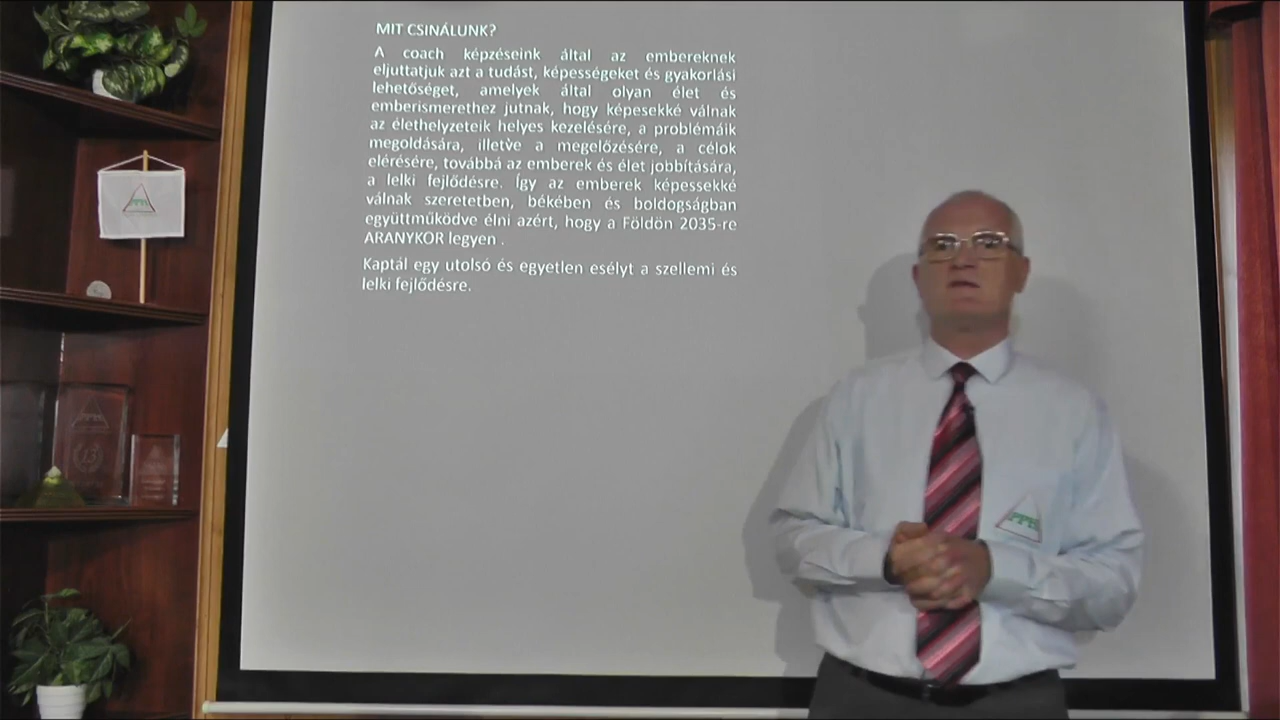 MIT CSINÁLUNK?
A coach képzéseink által az embereknek
eljuttatjuk azt a tudást, képességeket és gyakorlási
lehetőséget, amelyek által olyan élet és
emberismerethez jutnak, hogy képesekké válnak
az élethelyzeteik helyes kezelésére, a problémáik
megoldására, illetve a megelőzésére, a célok
elérésére, továbbá az emberek és élet jobbítására,
a lelki fejlődésre. Így az emberek képessekké
válnak szeretetben, békében és boldogságban
együttműködve élni azért, hogy a Földön 2035-re
ARANYKOR legyen .
Kaptál egy utolsó és egyetlen esélyt a szellemi és
lelki fejlődésre.
PPH
PPH
13